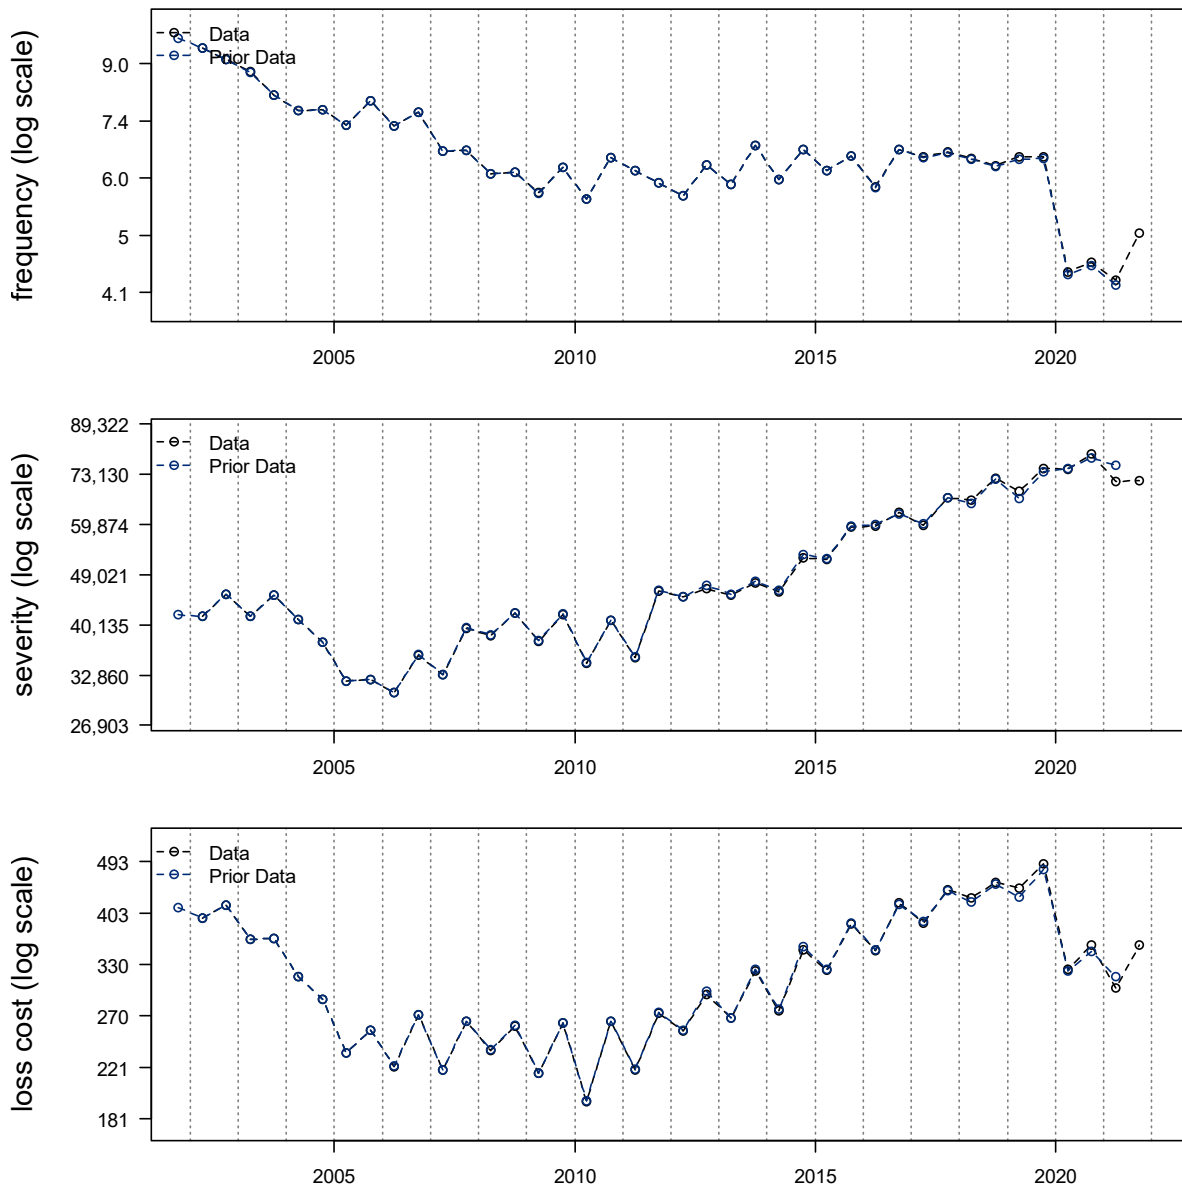 frequency (log scale)
Data
Prior Data
9.0
7.4
6.0
5
4.1
2005 2010 2015 2020
severity (log scale)
Data
Prior Data
89,322
73,130
59,874
49,021
40,135
32,860
26,903
2005 2010 2015 2020
loss cost (log scale)
Data
Prior Data
493
403
330
270
221
181
2005 2010 2015 2020